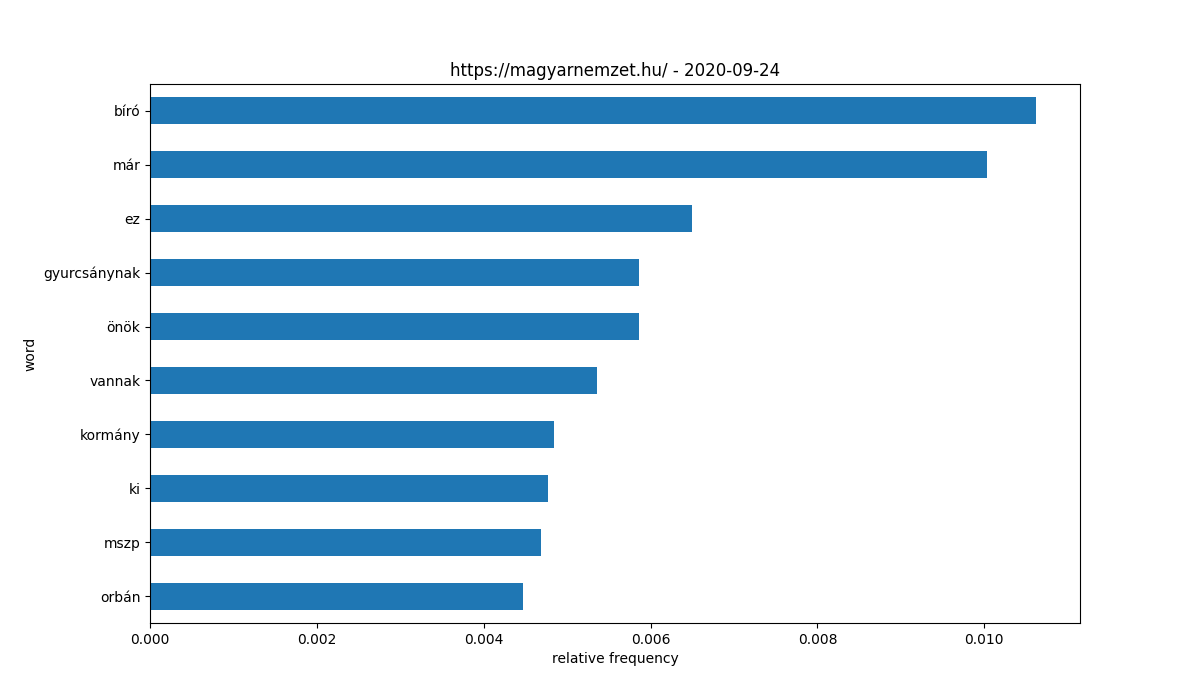 https://magyarnemzet.hu/ - 2020-09-24
bíró
már
ez
gyurcsánynak
önök
vannak
kormány
ki
mszp
orbán
word
0.000 0.002 0.004 0.006 0.008 0.010
relative frequency